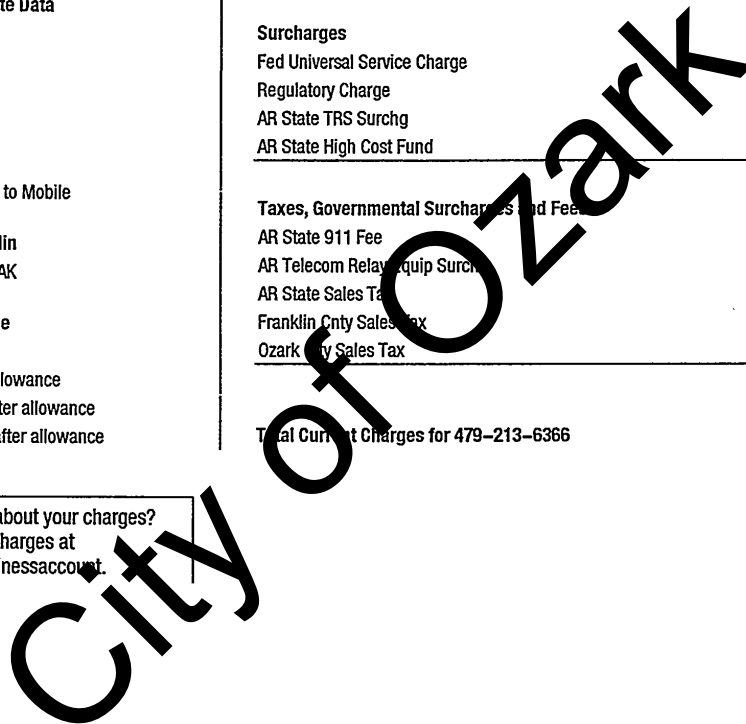 te Data
to Mobile
lin
AK
e
lowance
ter allowance
after allowance
about your charges?
harges at
nessaccount.
Surcharges
Fed Universal Service Charge
Regulatory Charge
AR State TRS Surchg
AR State High Cost Fund
Taxes, Governmental Surcharges and Fees
AR State 911 Fee
AR Telecom Relay Equip Surch
AR State Sales Tax
Franklin Cnty Sales Tax
Ozark City Sales Tax
Total Current Charges for 479–213–6366
City of Ozark